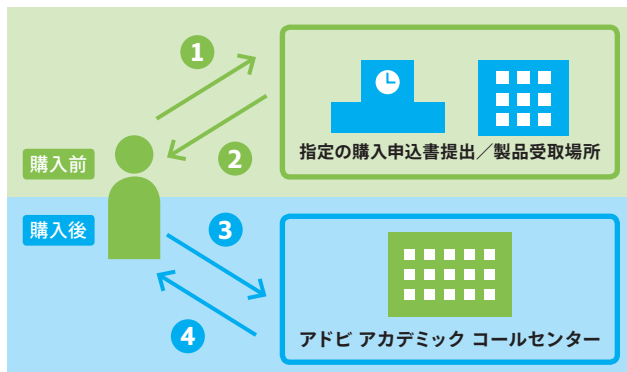 1
2
指定の購入申込書提出／製品受取場所
購入前
購入後
3
4
アドビ アカデミック コールセンター